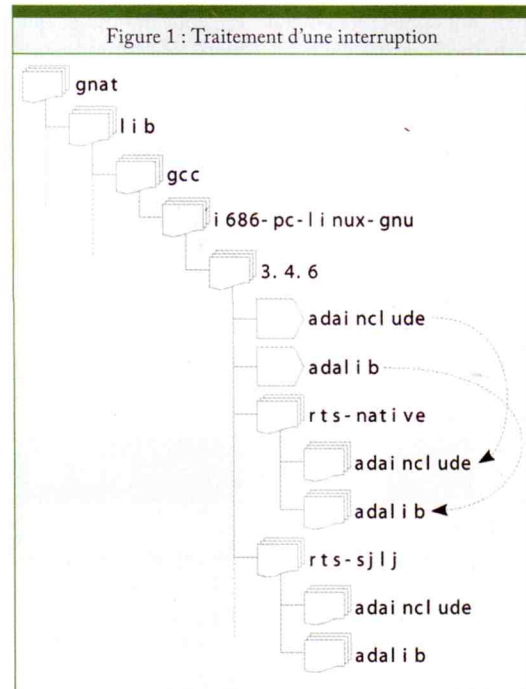 Figure 1 : Traitement d'une interruption
gnat
lib
gcc
i686-pc-linux-gnu
3.4.6
adainclude
adalib
rts-native
adainclude
adalib
rts-sjlj
adainclude
adalib